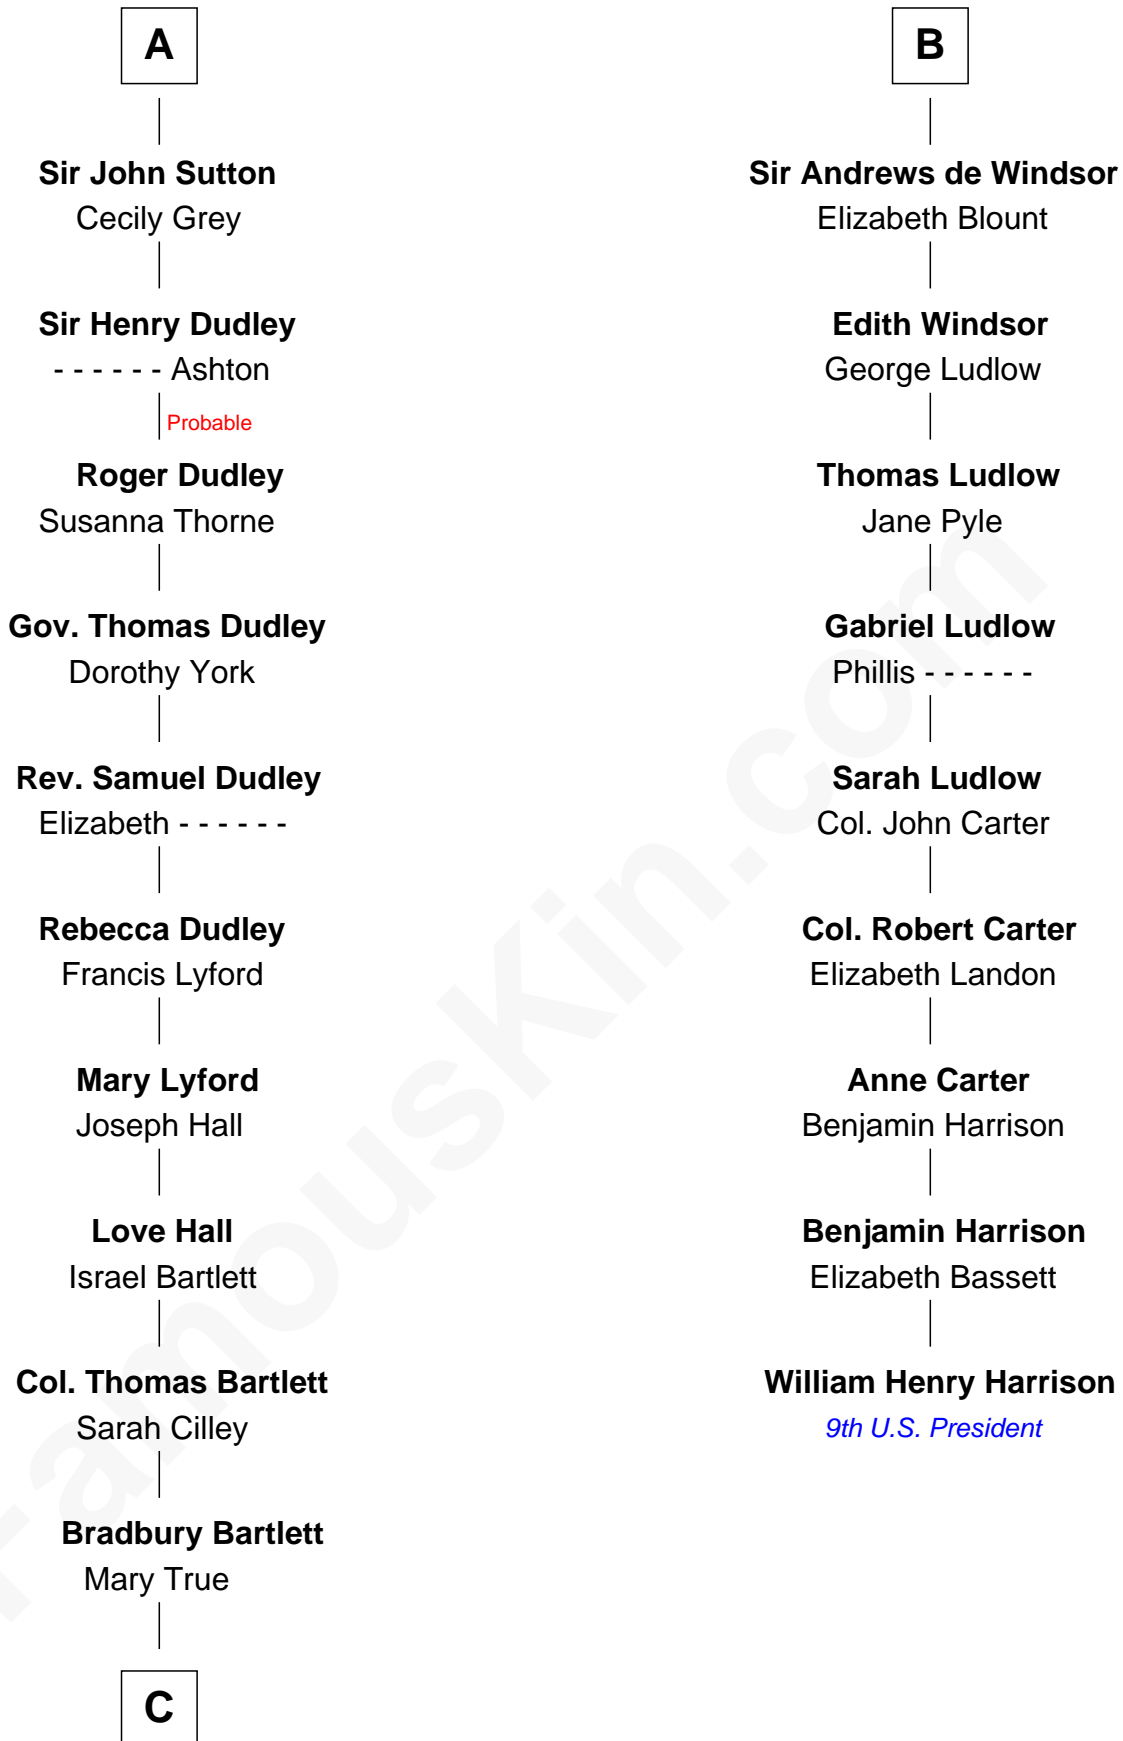 A
Sir John Sutton
Cecily Grey
Sir Henry Dudley
- - - - - - Ashton
Probable
Roger Dudley
Susanna Thorne
Gov. Thomas Dudley
Dorothy York
Rev. Samuel Dudley
Elizabeth - - - - - -
Rebecca Dudley
Francis Lyford
Mary Lyford
Joseph Hall
Love Hall
Israel Bartlett
Col. Thomas Bartlett
Sarah Cilley
Bradbury Bartlett
Mary True
C
B
Sir Andrews de Windsor
Elizabeth Blount
Edith Windsor
George Ludlow
Thomas Ludlow
Jane Pyle
Gabriel Ludlow
Phillis - - - - - -
Sarah Ludlow
Col. John Carter
Col. Robert Carter
Elizabeth Landon
Anne Carter
Benjamin Harrison
Benjamin Harrison
Elizabeth Bassett
William Henry Harrison
9th U.S. President
FamousKin.com